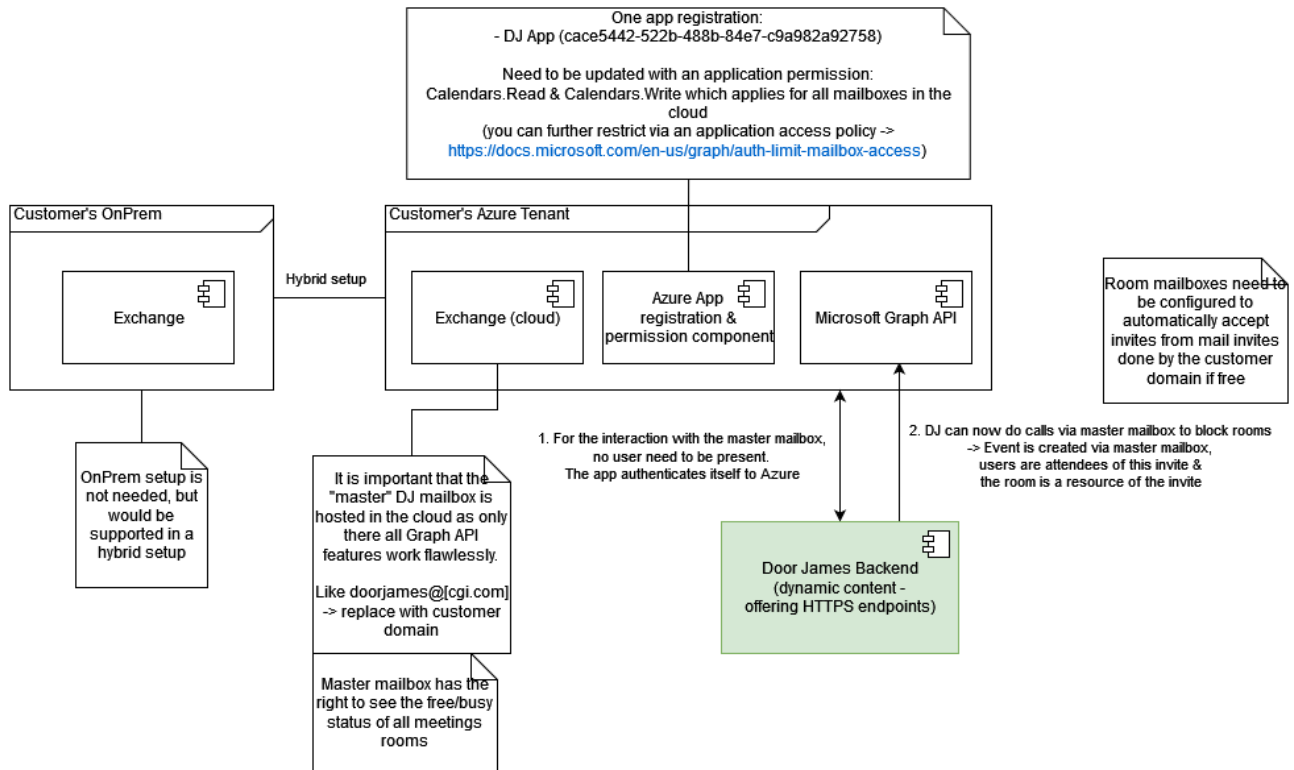 One app registration:
- DJ App (cace5442-522b-488b-84e7-c9a982a92758)
Need to be updated with an application permission:
Calendars.Read & Calendars.Write which applies for all mailboxes in the
cloud
(you can further restrict via an application access policy ->
https://docs.microsoft.com/en-us/graph/auth-limit-mailbox-access)
Customer's OnPrem
Exchange
Hybrid setup
Customer's Azure Tenant
Exchange (cloud)
Azure App
registration &
permission component
Microsoft Graph API
Room mailboxes need to
be configured to
automatically accept
invites from mail invites
done by the customer
domain if free
OnPrem setup is
not needed, but
would be
supported in a
hybrid setup
It is important that the
"master" DJ mailbox is
hosted in the cloud as only
there all Graph API
features work flawlessly.
Like doorjames@[cgi.com]
-> replace with customer
domain
Master mailbox has the
right to see the free/busy
status of all meetings
rooms
1. For the interaction with the master mailbox,
no user need to be present.
The app authenticates itself to Azure
2. DJ can now do calls via master mailbox to block rooms
-> Event is created via master mailbox,
users are attendees of this invite &
the room is a resource of the invite
Door James Backend
(dynamic content -
offering HTTPS endpoints)